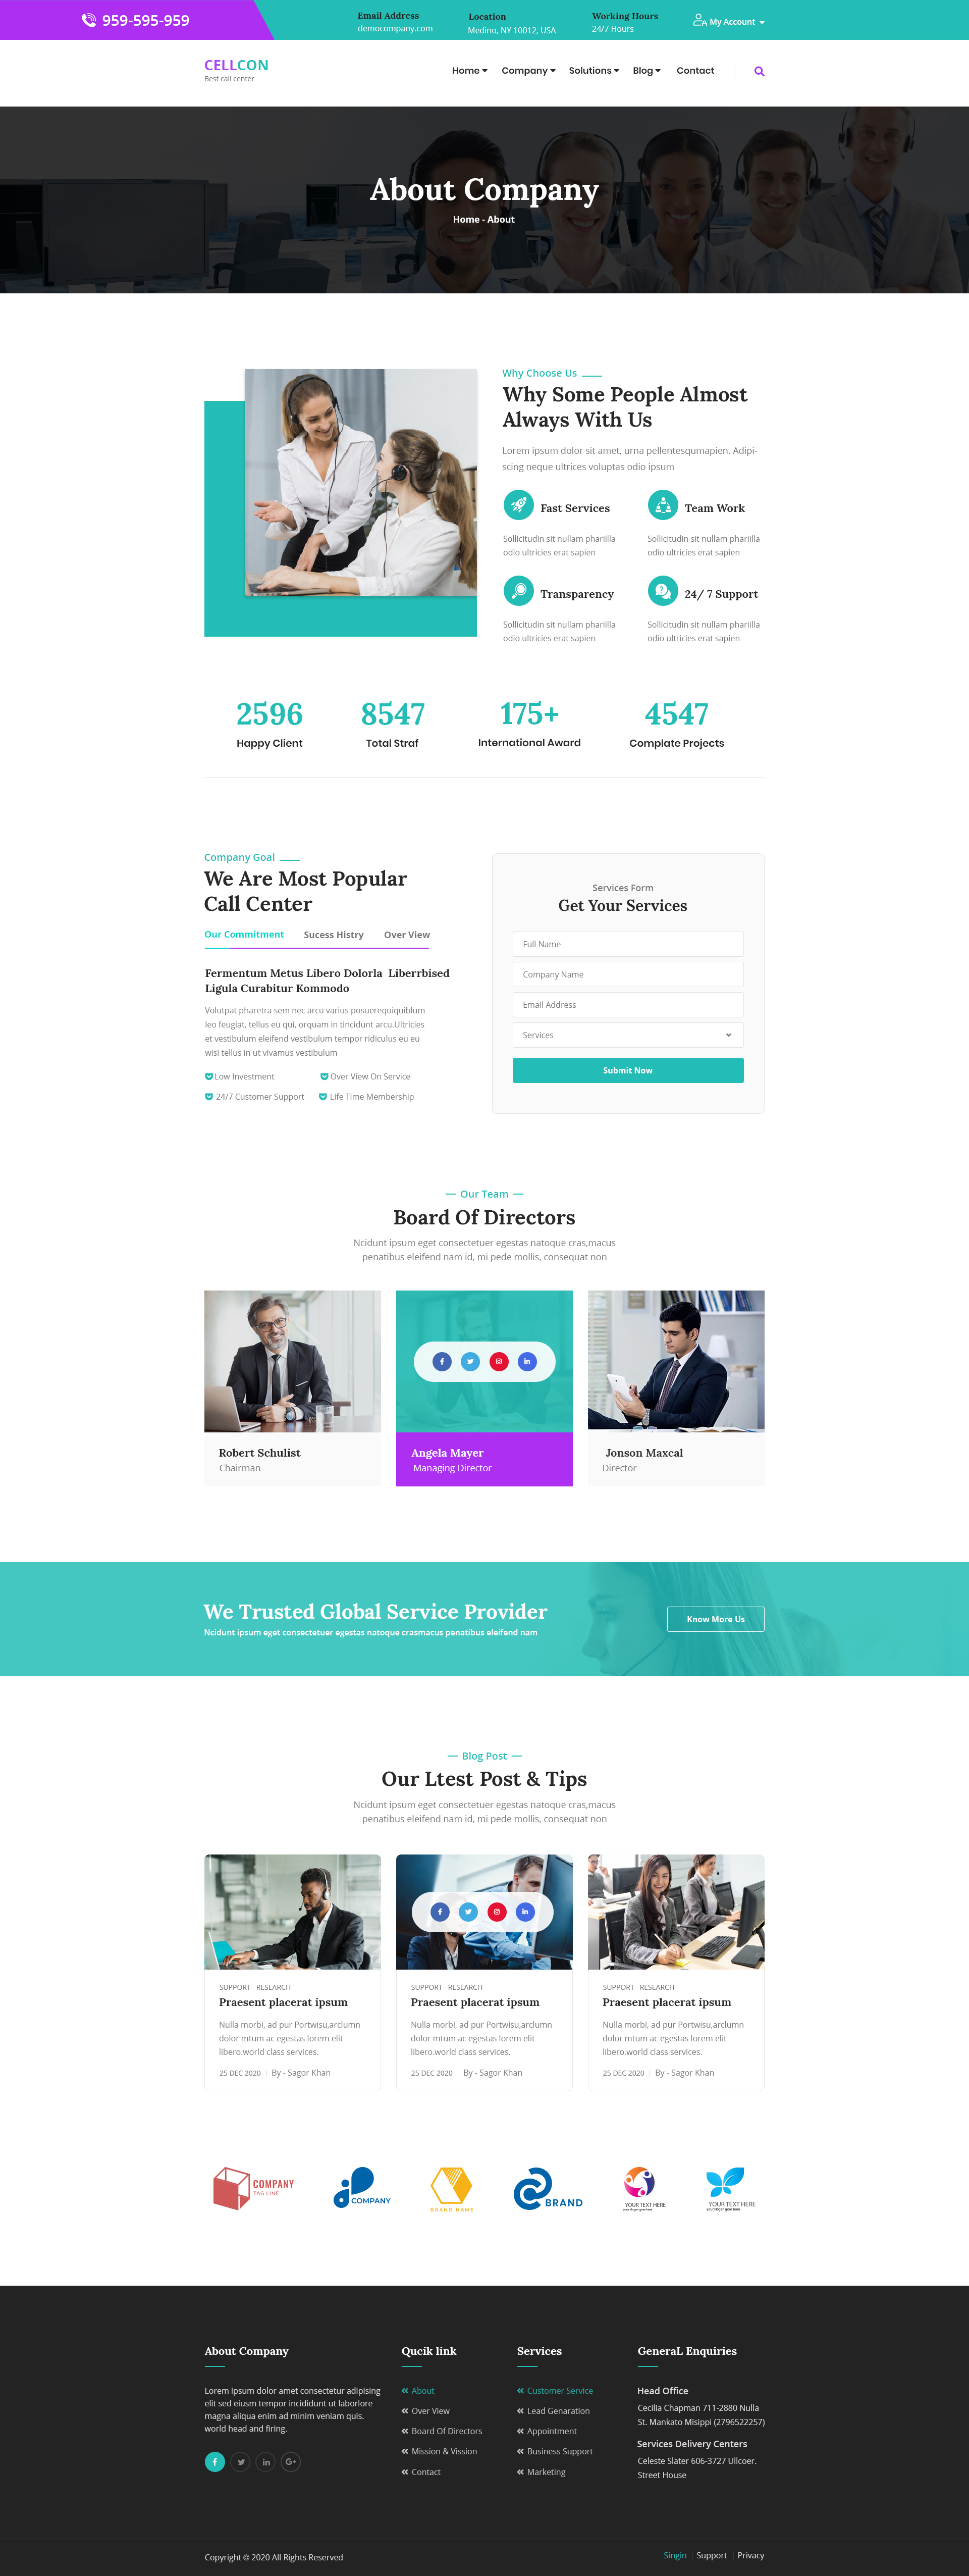 959-595-959
Email Address
democompany.com
Location
Medino, NY 10012, USA
Working Hours
24/7 Hours
My Account
CELLCON
Best call center
Home
Company
Solutions
Blog
Contact
About Company
Home - About
Why Choose Us
Why Some People Almost
Always With Us
Lorem ipsum dolor sit amet, urna pellentesqumapien. Adipi-
scing neque ultrices voluptas odio ipsum
Fast Services
Sollicitudin sit nullam phariilla
odio ultricies erat sapien
Team Work
Sollicitudin sit nullam phariilla
odio ultricies erat sapien
Transparency
Sollicitudin sit nullam phariilla
odio ultricies erat sapien
24/ 7 Support
Sollicitudin sit nullam phariilla
odio ultricies erat sapien
2596
Happy Client
8547
Total Straf
175+
International Award
4547
Complate Projects
Company Goal
We Are Most Popular
Call Center
Our Commitment
Sucess Histry
Over View
Fermentum Metus Libero Dolorla Liberrbised
Ligula Curabitur Kommodo
Volutpat pharetra sem nec arcu varius posuerequiquiblum
leo feugiat, tellus eu qui, orquam in tincidunt arcu.Ultricies
et vestibulum eleifend vestibulum tempor ridiculus eu eu
wisi tellus in ut vivamus vestibulum
Low Investment
Over View On Service
24/7 Customer Support
Life Time Membership
Services Form
Get Your Services
Full Name
Company Name
Email Address
Services
Submit Now
Our Team
Board Of Directors
Ncidunt ipsum eget consectetuer egestas natoque cras,macus
penatibus eleifend nam id, mi pede mollis, consequat non
Robert Schulist
Chairman
Angela Mayer
Managing Director
Jonson Maxcal
Director
We Trusted Global Service Provider
Ncidunt ipsum eget consectetuer egestas natoque crasmacus penatibus eleifend nam
Know More Us
Blog Post
Our Ltest Post & Tips
Ncidunt ipsum eget consectetuer egestas natoque cras,macus
penatibus eleifend nam id, mi pede mollis, consequat non
SUPPORT RESEARCH
Praesent placerat ipsum
Nulla morbi, ad pur Portwisu,arclumn
dolor mtum ac egestas lorem elit
libero.world class services.
25 DEC 2020 | By - Sagor Khan
SUPPORT RESEARCH
Praesent placerat ipsum
Nulla morbi, ad pur Portwisu,arclumn
dolor mtum ac egestas lorem elit
libero.world class services.
25 DEC 2020 | By - Sagor Khan
SUPPORT RESEARCH
Praesent placerat ipsum
Nulla morbi, ad pur Portwisu,arclumn
dolor mtum ac egestas lorem elit
libero.world class services.
25 DEC 2020 | By - Sagor Khan
COMPANY
TAG LINE
COMPANY
BRAND NAME
BRAND
YOUR TEXT HERE
your slogan goes here
YOUR TEXT HERE
your slogan goes here
About Company
Lorem ipsum dolor amet consectetur adipising
elit sed eiusm tempor incididunt ut laborlore
magna aliqua enim ad minim veniam quis.
world head and firing.
Qucik link
About
Over View
Board Of Directors
Mission & Vission
Contact
Services
Customer Service
Lead Genaration
Appointment
Business Support
Marketing
GeneraL Enquiries
Head Office
Cecilia Chapman 711-2880 Nulla
St. Mankato Misippi (2796522257)
Services Delivery Centers
Celeste Slater 606-3727 Ullcoer.
Street House
Copyright © 2020 All Rights Reserved
Singin
Support
Privacy